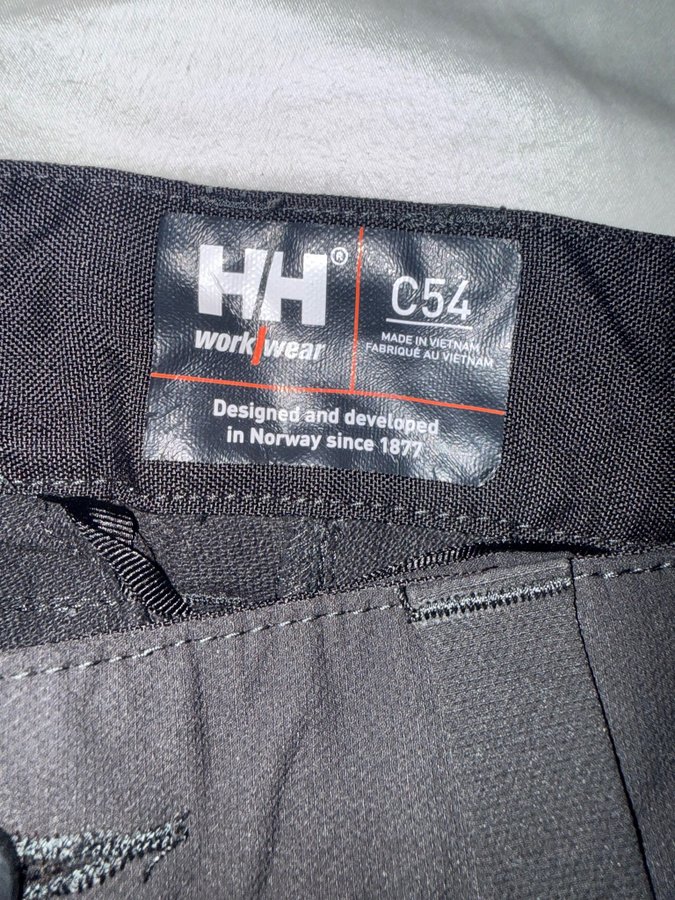 HH®
work/wear
C54
MADE IN VIETNAM
FABRIQUÉ AU VIETNAM
Designed and developed
in Norway since 1877